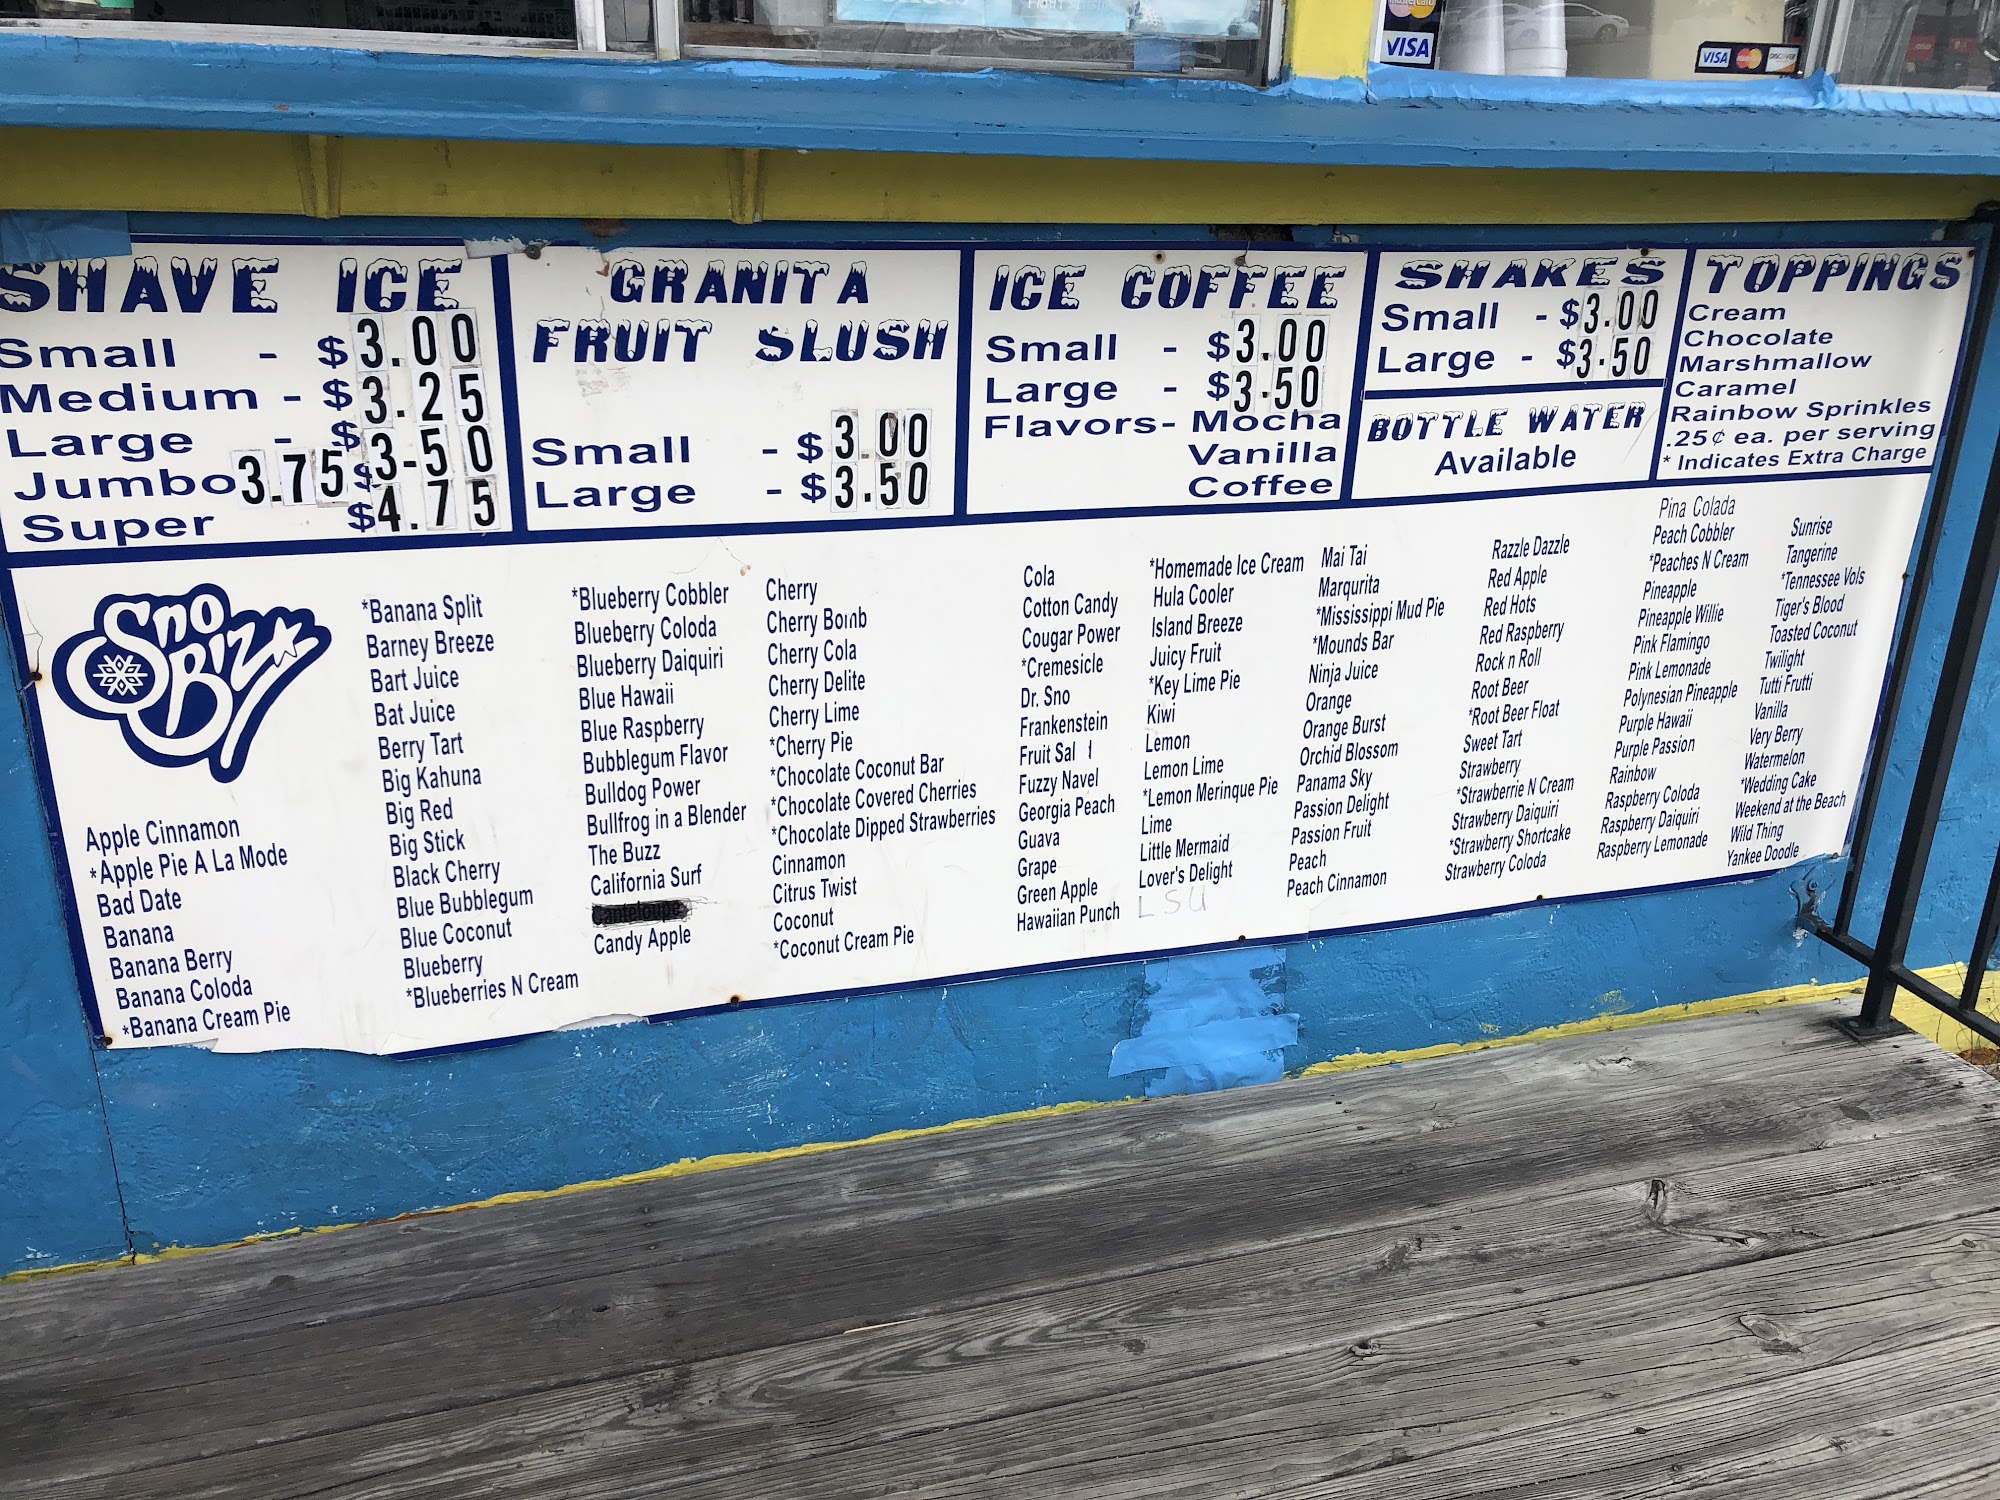 VISA
VISA
SHAVE ICE
Small - $3.00
Medium - $3.25
Large - $3.50
Jumbo 3.75 $
Super $4.75
GRANITA
FRUIT SLUSH
Small - $3.00
Large - $3.50
ICE COFFEE
Small - $3.00
Large - $3.50
Flavors- Mocha
Vanilla
Coffee
SHAKES
Small - $3.00
Large - $3.50
BOTTLE WATER
Available
TOPPINGS
Cream
Chocolate
Marshmallow
Caramel
Rainbow Sprinkles
.25¢ ea. per serving
* Indicates Extra Charge
Sno
Biz
Apple Cinnamon
*Apple Pie A La Mode
Bad Date
Banana
Banana Berry
Banana Coloda
*Banana Cream Pie
*Banana Split
Barney Breeze
Bart Juice
Bat Juice
Berry Tart
Big Kahuna
Big Red
Big Stick
Black Cherry
Blue Bubblegum
Blue Coconut
Blueberry
*Blueberries N Cream
*Blueberry Cobbler
Blueberry Coloda
Blueberry Daiquiri
Blue Hawaii
Blue Raspberry
Bubblegum Flavor
Bulldog Power
Bullfrog in a Blender
The Buzz
California Surf
Canteloupe
Candy Apple
Cherry
Cherry Bomb
Cherry Cola
Cherry Delite
Cherry Lime
*Cherry Pie
*Chocolate Coconut Bar
*Chocolate Covered Cherries
*Chocolate Dipped Strawberries
Cinnamon
Citrus Twist
Coconut
*Coconut Cream Pie
Cola
Cotton Candy
Cougar Power
*Cremesicle
Dr. Sno
Frankenstein
Fruit Sal
Fuzzy Navel
Georgia Peach
Guava
Grape
Green Apple
Hawaiian Punch
*Homemade Ice Cream
Hula Cooler
Island Breeze
Juicy Fruit
*Key Lime Pie
Kiwi
Lemon
Lemon Lime
*Lemon Merinque Pie
Lime
Little Mermaid
Lover's Delight
LSU
Mai Tai
Marqurita
*Mississippi Mud Pie
*Mounds Bar
Ninja Juice
Orange
Orange Burst
Orchid Blossom
Panama Sky
Passion Delight
Passion Fruit
Peach
Peach Cinnamon
Razzle Dazzle
Red Apple
Red Hots
Red Raspberry
Rock n Roll
Root Beer
*Root Beer Float
Sweet Tart
Strawberry
*Strawberrie N Cream
Strawberry Daiquiri
*Strawberry Shortcake
Strawberry Coloda
Pina Colada
Peach Cobbler
*Peaches N Cream
Pineapple
Pineapple Willie
Pink Flamingo
Pink Lemonade
Polynesian Pineapple
Purple Hawaii
Purple Passion
Rainbow
Raspberry Coloda
Raspberry Daiquiri
Raspberry Lemonade
Sunrise
Tangerine
*Tennessee Vols
Tiger's Blood
Toasted Coconut
Twilight
Tutti Frutti
Vanilla
Very Berry
Watermelon
*Wedding Cake
Weekend at the Beach
Wild Thing
Yankee Doodle